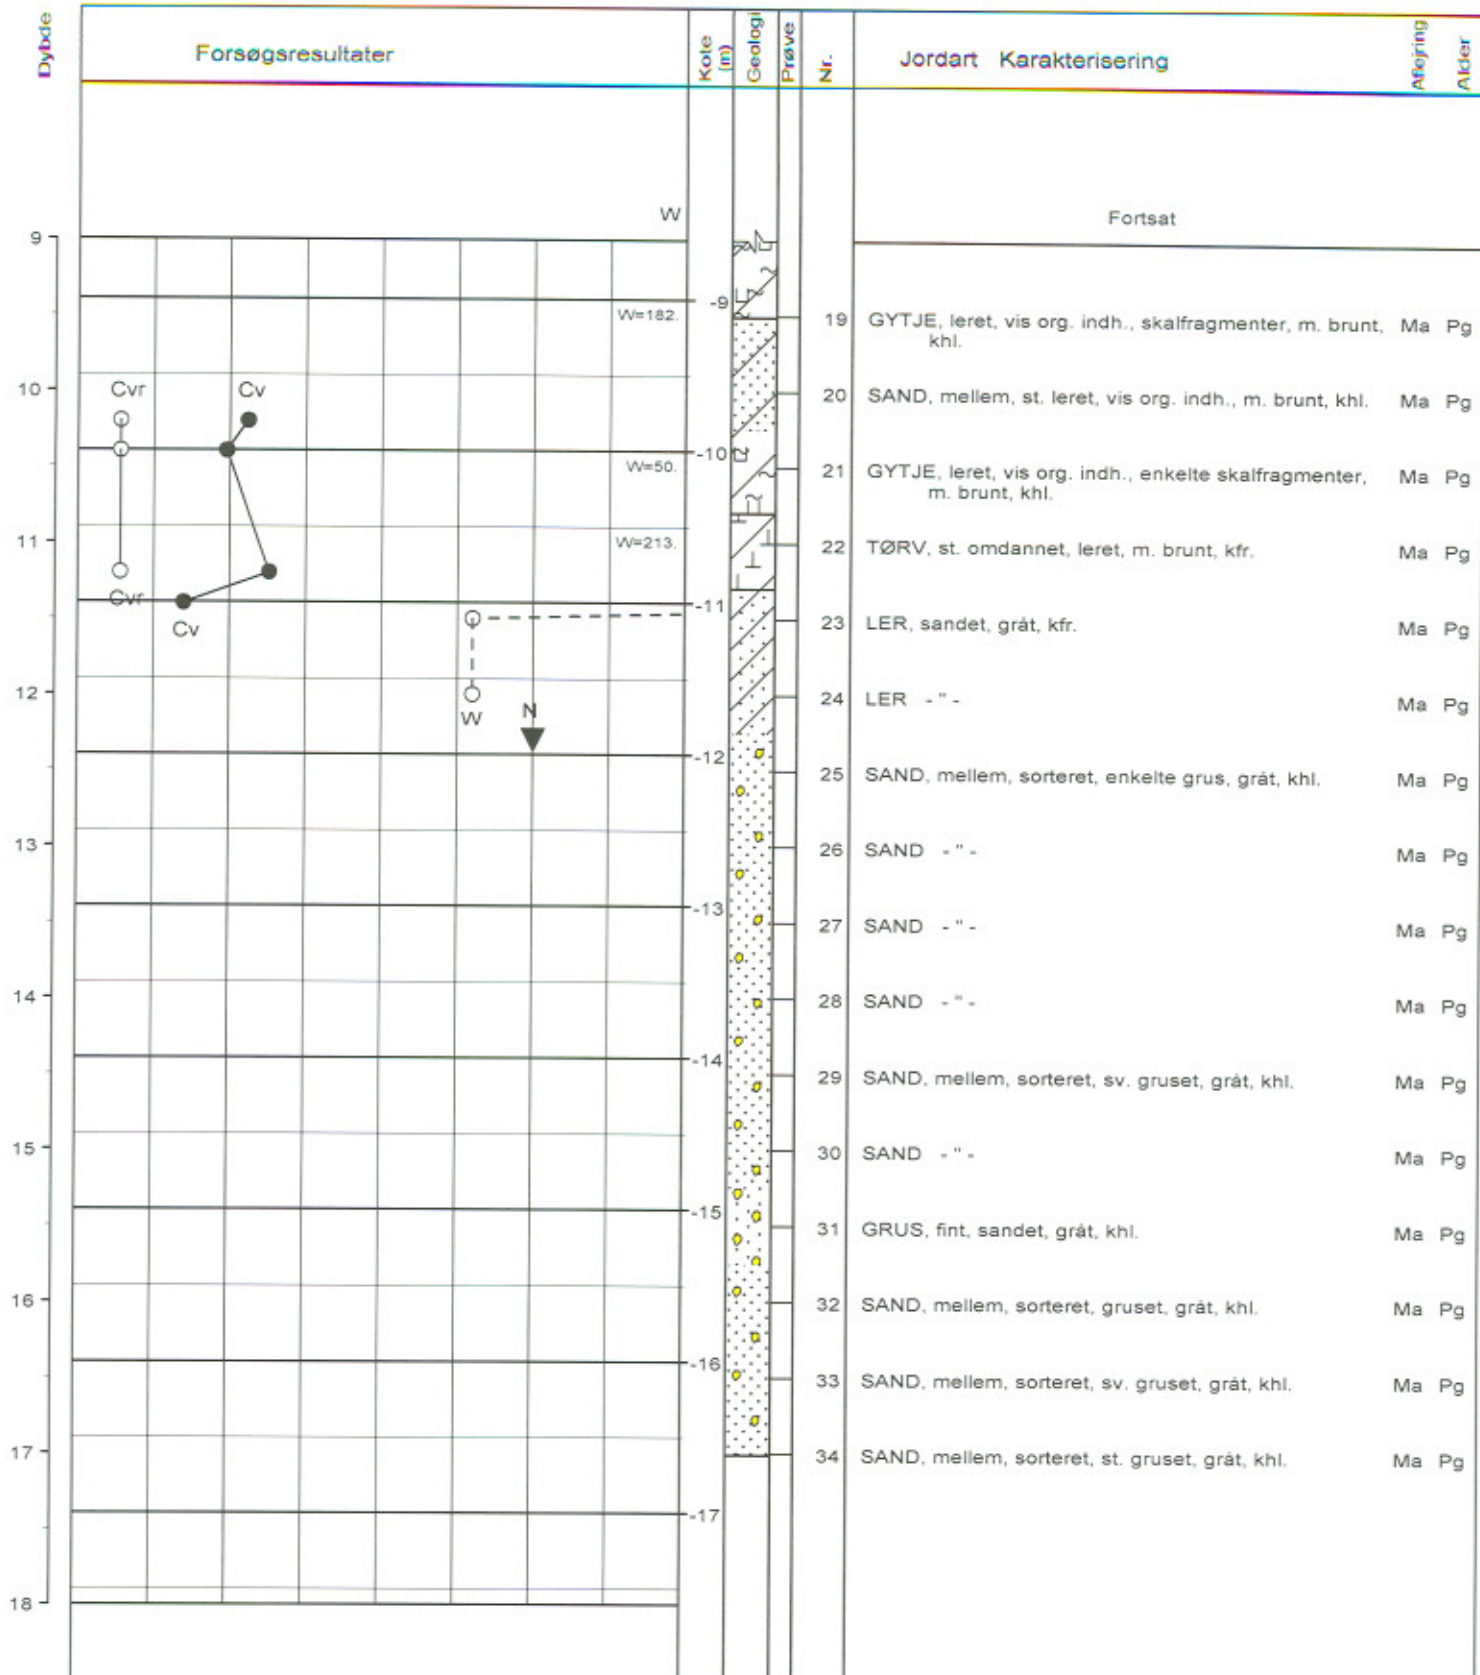 Dybde
Forsøgsresultater
Kote (m)
Geologi
Prøve
Nr.
Jordart Karakterisering
Aflejring
Alder
W
Fortsat
9
-9
W=182.
19 GYTJE, leret, vis org. indh., skalfragmenter, m. brunt, Ma Pg
khl.
10
Cvr
Cv
20 SAND, mellem, st. leret, vis org. indh., m. brunt, khl. Ma Pg
-10
W=50.
21 GYTJE, leret, vis org. indh., enkelte skalfragmenter, Ma Pg
m. brunt, khl.
11
W=213.
22 TØRV, st. omdannet, leret, m. brunt, kfr. Ma Pg
Cvr
Cv
-11
23 LER, sandet, gråt, kfr. Ma Pg
12
W
N
24 LER - " - Ma Pg
-12
25 SAND, mellem, sorteret, enkelte grus, gråt, khl. Ma Pg
13
26 SAND - " - Ma Pg
-13
27 SAND - " - Ma Pg
14
28 SAND - " - Ma Pg
-14
29 SAND, mellem, sorteret, sv. gruset, gråt, khl. Ma Pg
15
30 SAND - " - Ma Pg
-15
31 GRUS, fint, sandet, gråt, khl. Ma Pg
16
32 SAND, mellem, sorteret, gruset, gråt, khl. Ma Pg
-16
33 SAND, mellem, sorteret, sv. gruset, gråt, khl. Ma Pg
17
34 SAND, mellem, sorteret, st. gruset, gråt, khl. Ma Pg
-17
18